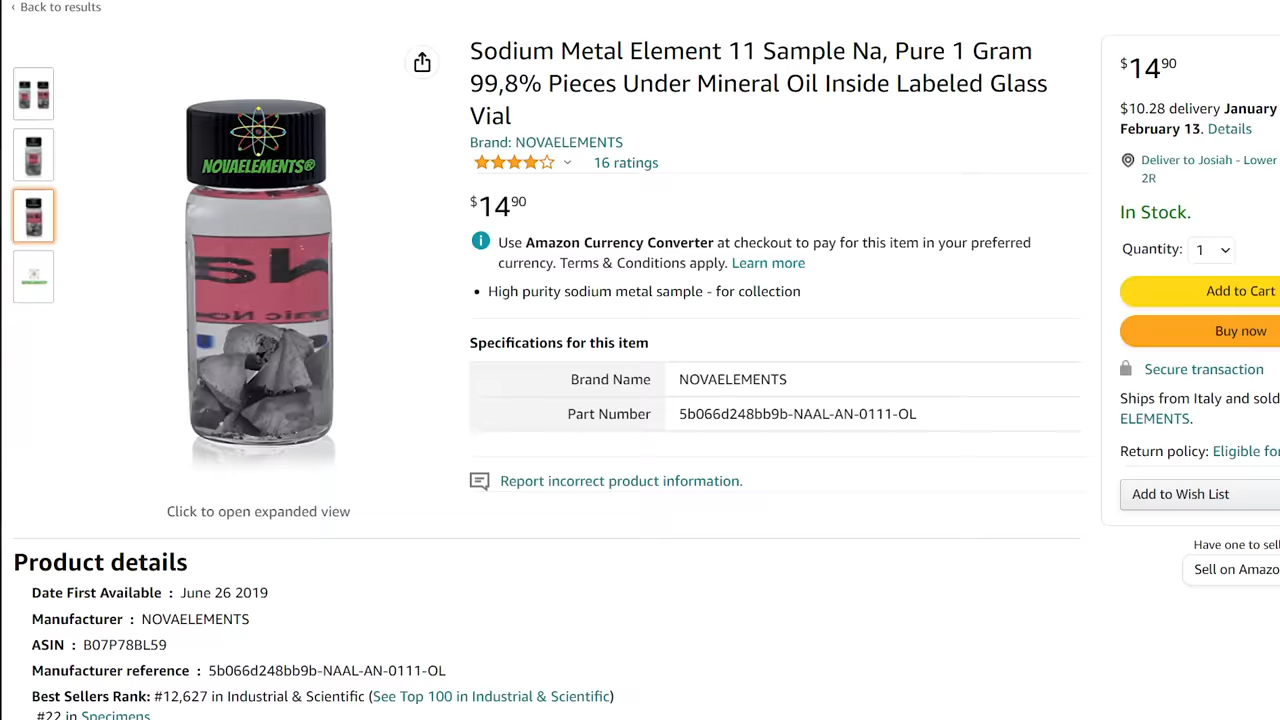 ‹ Back to results
Sodium Metal Element 11 Sample Na, Pure 1 Gram
99,8% Pieces Under Mineral Oil Inside Labeled Glass
Vial
Brand: NOVAELEMENTS
16 ratings
$14 90
Use Amazon Currency Converter at checkout to pay for this item in your preferred
currency. Terms & Conditions apply. Learn more
• High purity sodium metal sample - for collection
Specifications for this item
Brand Name NOVAELEMENTS
Part Number 5b066d248bb9b-NAAL-AN-0111-OL
Report incorrect product information.
NOVAELEMENTS®
Na
Click to open expanded view
$14 90
$10.28 delivery January
February 13. Details
Deliver to Josiah - Lower
2R
In Stock.
Quantity: 1
Add to Cart
Buy now
Secure transaction
Ships from Italy and sold
ELEMENTS.
Return policy: Eligible for
Add to Wish List
Have one to sell
Sell on Amazo
Product details
Date First Available : June 26 2019
Manufacturer : NOVAELEMENTS
ASIN : B07P78BL59
Manufacturer reference : 5b066d248bb9b-NAAL-AN-0111-OL
Best Sellers Rank: #12,627 in Industrial & Scientific (See Top 100 in Industrial & Scientific)
#22 in Specimens